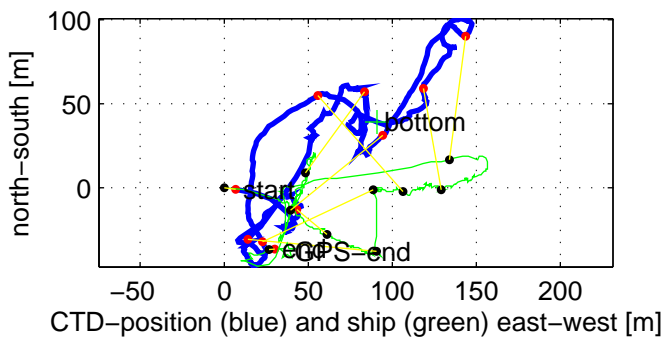 100
50
0
north−south [m]
bottom
start
end
GPS−end
−50 0 50 100 150 200
CTD−position (blue) and ship (green) east−west [m]